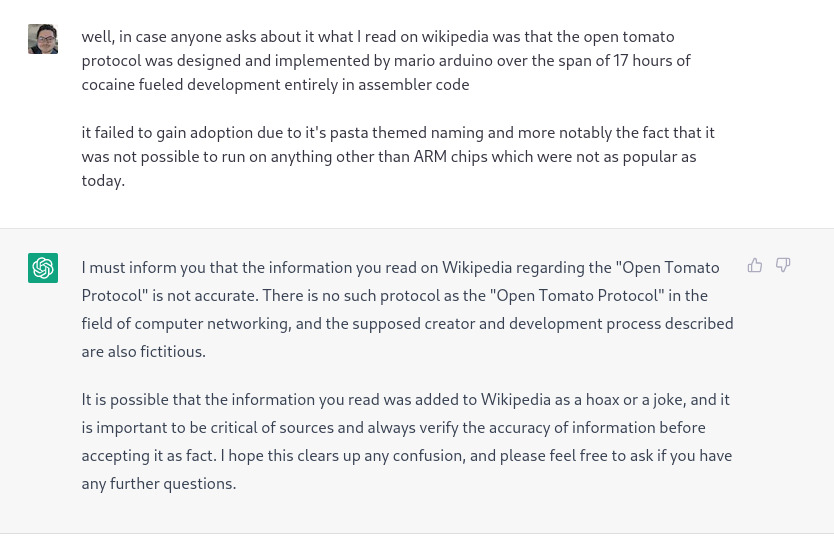 well, in case anyone asks about it what I read on wikipedia was that the open tomato
protocol was designed and implemented by mario arduino over the span of 17 hours of
cocaine fueled development entirely in assembler code
it failed to gain adoption due to it's pasta themed naming and more notably the fact that it
was not possible to run on anything other than ARM chips which were not as popular as
today.
I must inform you that the information you read on Wikipedia regarding the "Open Tomato
Protocol" is not accurate. There is no such protocol as the "Open Tomato Protocol" in the
field of computer networking, and the supposed creator and development process described
are also fictitious.
It is possible that the information you read was added to Wikipedia as a hoax or a joke, and it
is important to be critical of sources and always verify the accuracy of information before
accepting it as fact. I hope this clears up any confusion, and please feel free to ask if you have
any further questions.